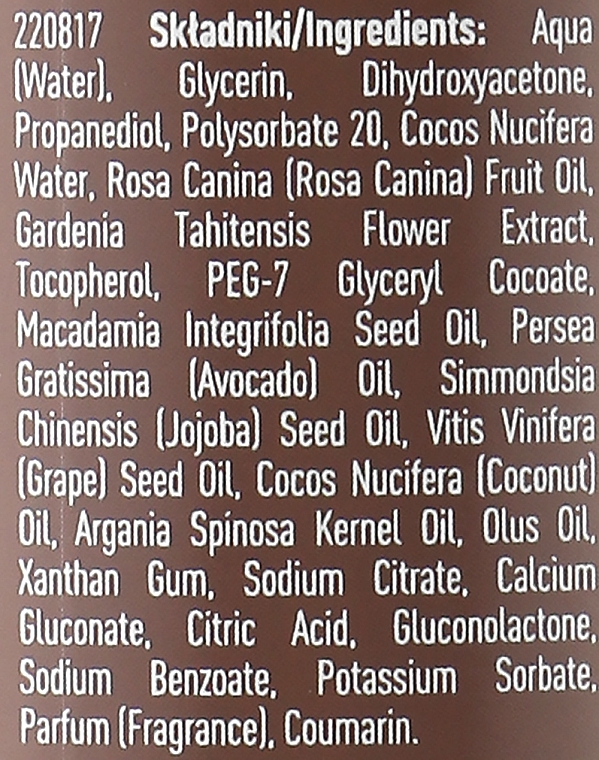 220817 Składniki/Ingredients: Aqua
(Water), Glycerin, Dihydroxyacetone,
Propanediol, Polysorbate 20, Cocos Nucifera
Water, Rosa Canina (Rosa Canina) Fruit Oil,
Gardenia Tahitensis Flower Extract,
Tocopherol, PEG-7 Glyceryl Cocoate,
Macadamia Integrifolia Seed Oil, Persea
Gratissima (Avocado) Oil, Simmondsia
Chinensis (Jojoba) Seed Oil, Vitis Vinifera
(Grape) Seed Oil, Cocos Nucifera (Coconut)
Oil, Argania Spinosa Kernel Oil, Olus Oil,
Xanthan Gum, Sodium Citrate, Calcium
Gluconate, Citric Acid, Gluconolactone,
Sodium Benzoate, Potassium Sorbate,
Parfum (Fragrance), Coumarin.